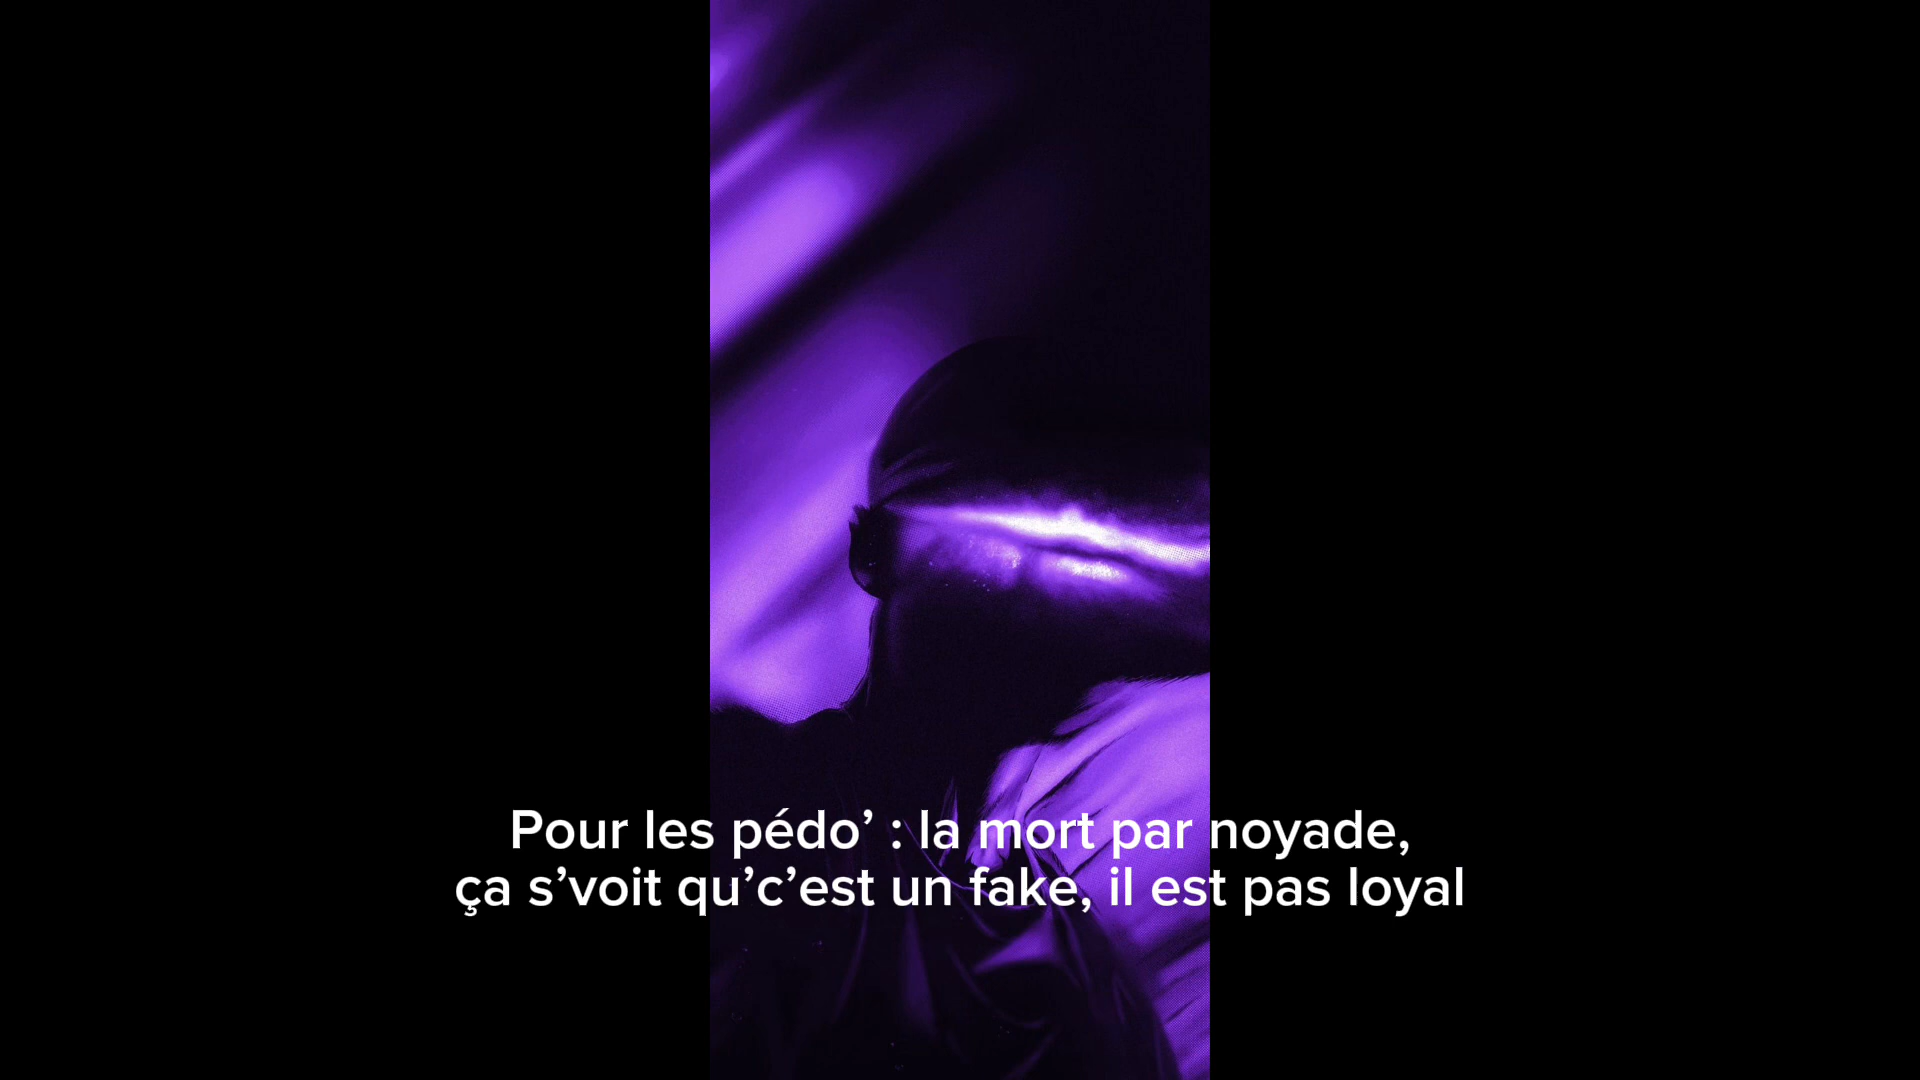 Pour les pédo’ : la mort par noyade,
ça s’voit qu’c’est un fake, il est pas loyal